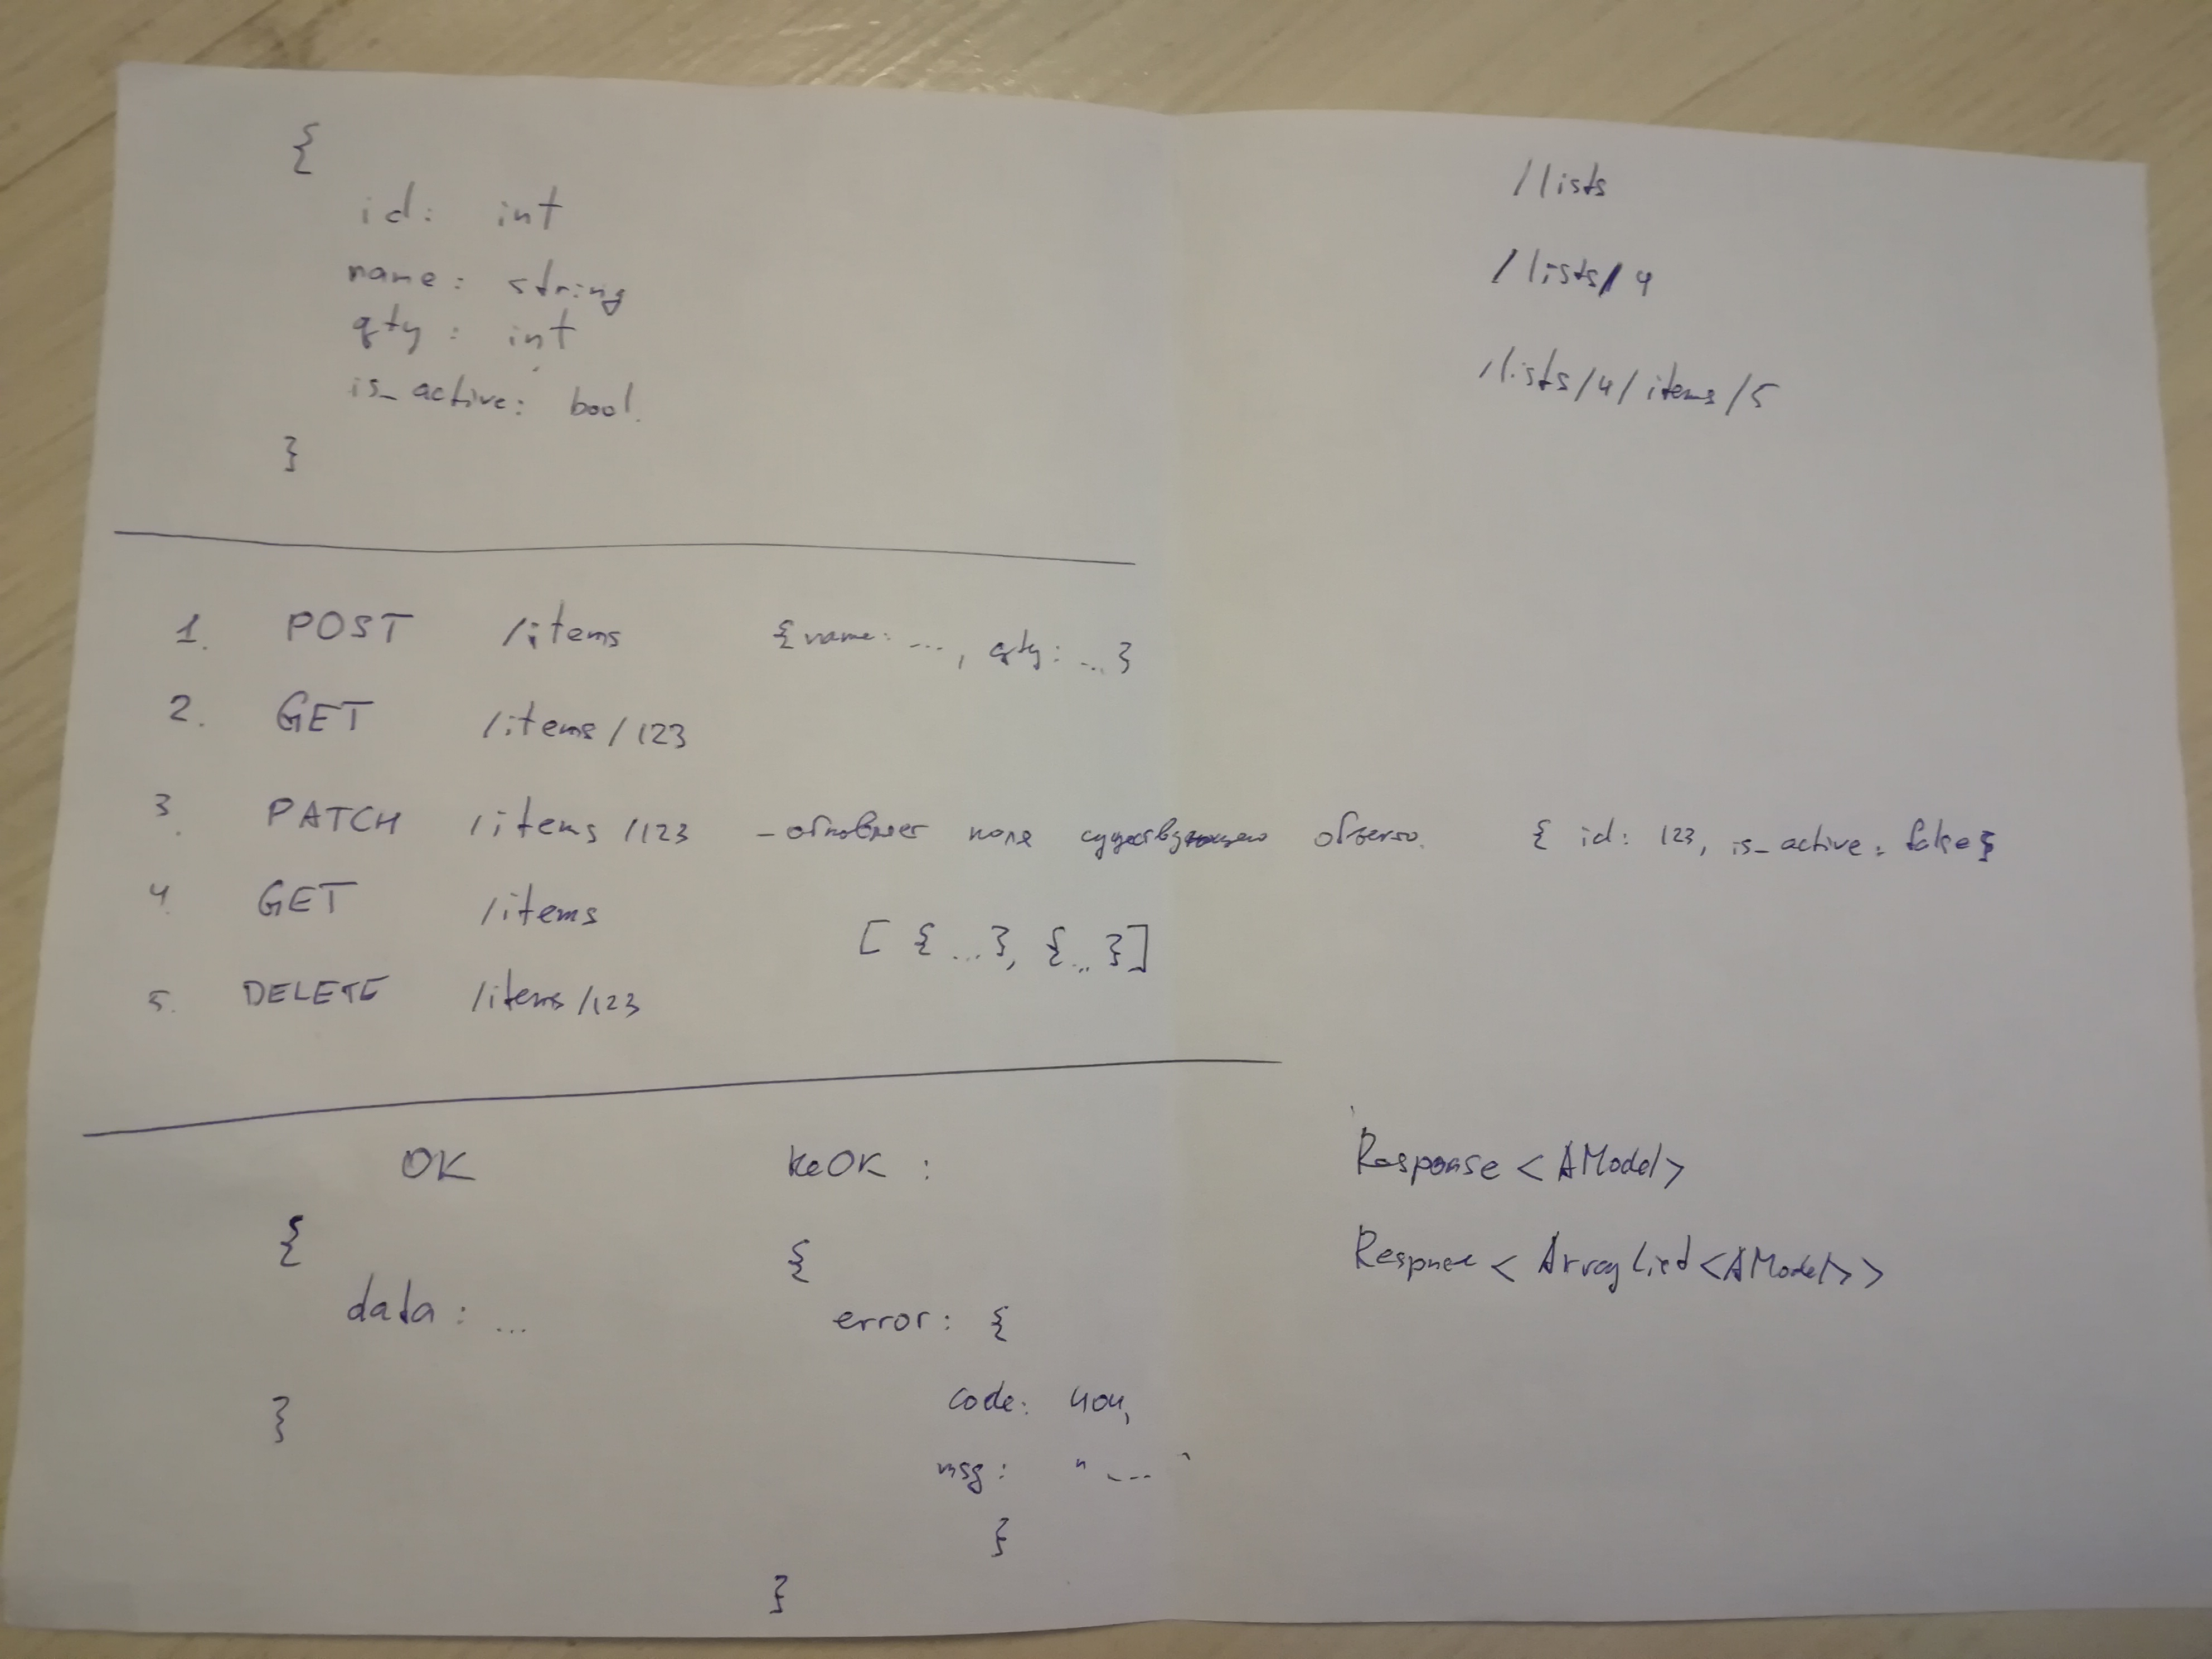 {
id: int
name: string
qty: int
is_active: bool.
}
/lists
/lists/4
/lists/4/items/5
1. POST /items { name: ..., qty: ... }
2. GET /items/123
3. PATCH /items/123 - обновляет поля существующего объекта. { id: 123, is_active: false }
4. GET /items [ {...}, {...} ]
5. DELETE /items/123
OK
{
data: ...
}
неOK :
{
error: {
code: 404,
msg: "...."
}
}
Response <AModel>
Response <ArrayList<AModel>>